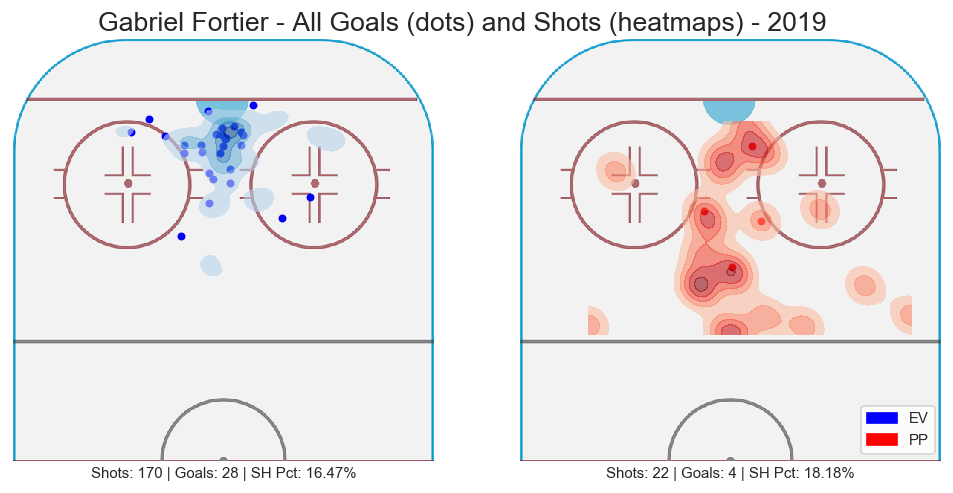 Gabriel Fortier - All Goals (dots) and Shots (heatmaps) - 2019
EV
PP
Shots: 170 | Goals: 28 | SH Pct: 16.47%
Shots: 22 | Goals: 4 | SH Pct: 18.18%